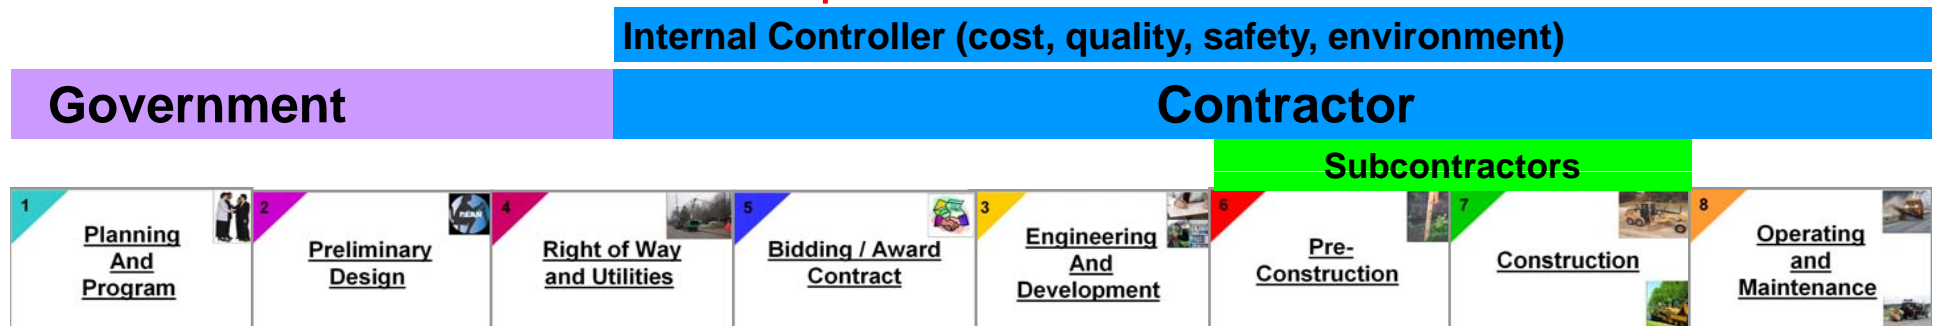 Internal Controller (cost, quality, safety, environment)
Government
Contractor
Subcontractors
1
Planning
And
Program
2
Preliminary
Design
4
Right of Way
and Utilities
5
Bidding / Award
Contract
3
Engineering
And
Development
6
Pre-
Construction
7
Construction
8
Operating
and
Maintenance